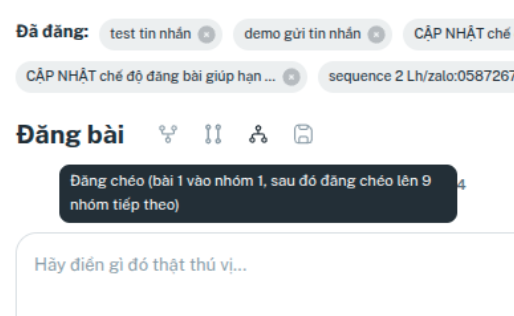 Đã đăng: test tin nhắn demo gửi tin nhắn CẬP NHẬT chế
CẬP NHẬT chế độ đăng bài giúp hạn ... sequence 2 Lh/zalo:0587267
Đăng bài
Đăng chéo (bài 1 vào nhóm 1, sau đó đăng chéo lên 9
nhóm tiếp theo)
4
Hãy điền gì đó thật thú vị...